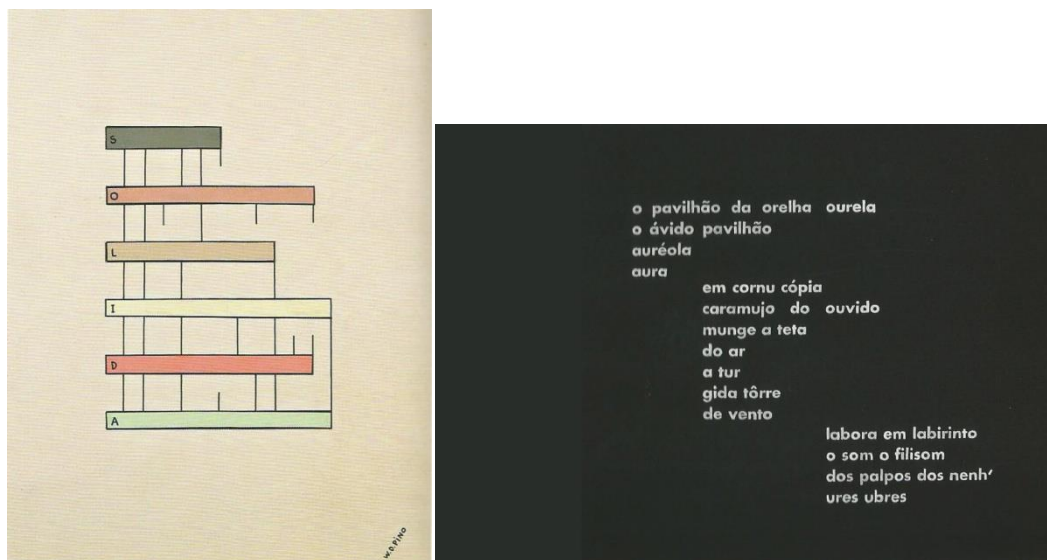 S
O
L
I
D
A
W.D.PINO
o pavilhão da orelha ourela
o ávido pavilhão
auréola
aura
em cornu cópia
caramujo do ouvido
munge a teta
do ar
a tur
gida tôrre
de vento
labora em labirinto
o som o filisom
dos palpos dos nenh'
ures ubres